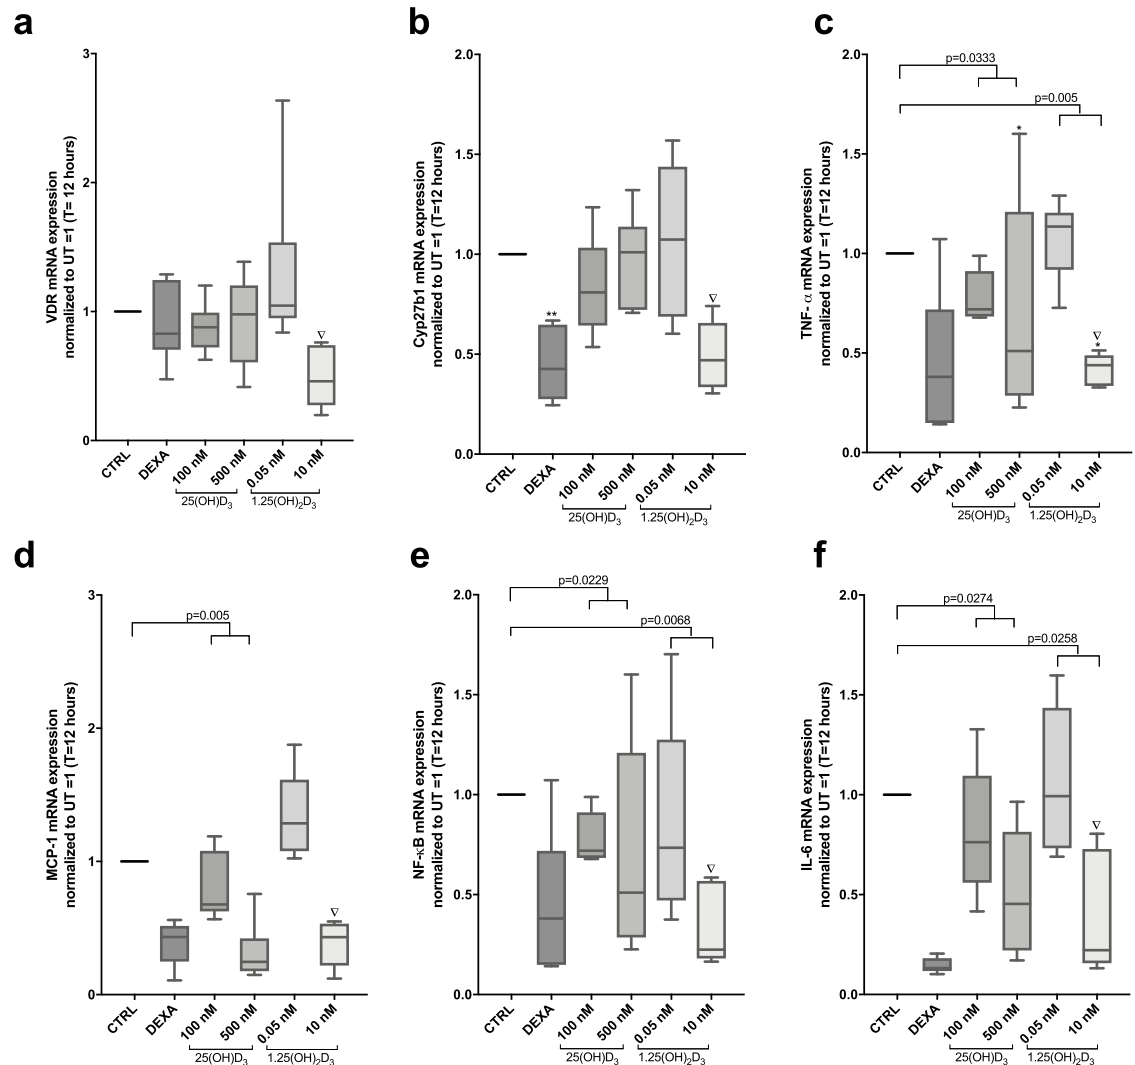 a
VDR mRNA expression
normalized to UT =1 (T= 12 hours)
3
2
1
0
∇
CTRL
DEXA
100 nM
500 nM
0.05 nM
10 nM
25(OH)D3
1.25(OH)2D3
b
Cyp27b1 mRNA expression
normalized to UT =1 (T=12 hours)
2.0
1.5
1.0
0.5
0.0
**
∇
CTRL
DEXA
100 nM
500 nM
0.05 nM
10 nM
25(OH)D3
1.25(OH)2D3
c
TNF- α mRNA expression
normalized to UT =1 (T=12 hours)
2.0
1.5
1.0
0.5
0.0
p=0.0333
p=0.005
*
∇
*
CTRL
DEXA
100 nM
500 nM
0.05 nM
10 nM
25(OH)D3
1.25(OH)2D3
d
MCP-1 mRNA expression
normalized to UT =1 (T=12 hours)
3
2
1
0
p=0.005
∇
CTRL
DEXA
100 nM
500 nM
0.05 nM
10 nM
25(OH)D3
1.25(OH)2D3
e
NF-κB mRNA expression
normalized to UT =1 (T=12 hours)
2.0
1.5
1.0
0.5
0.0
p=0.0229
p=0.0068
∇
CTRL
DEXA
100 nM
500 nM
0.05 nM
10 nM
25(OH)D3
1.25(OH)2D3
f
IL-6 mRNA expression
normalized to UT =1 (T=12 hours)
2.0
1.5
1.0
0.5
0.0
p=0.0274
p=0.0258
∇
CTRL
DEXA
100 nM
500 nM
0.05 nM
10 nM
25(OH)D3
1.25(OH)2D3